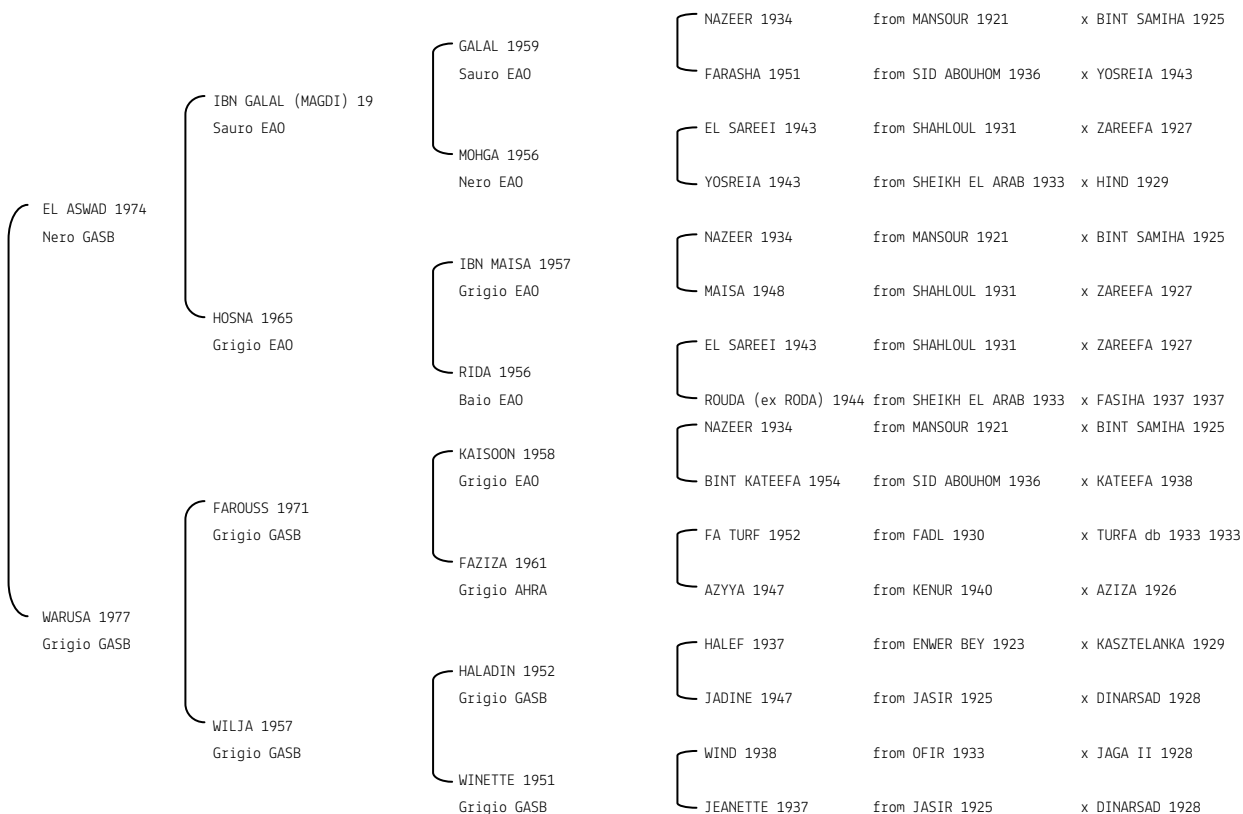 NAZEER 1934 from MANSOUR 1921 x BINT SAMIHA 1925
GALAL 1959
Sauro EAO
FARASHA 1951 from SID ABOUHOM 1936 x YOSREIA 1943
IBN GALAL (MAGDI) 19
Sauro EAO
EL SAREEI 1943 from SHAHLOUL 1931 x ZAREEFA 1927
MOHGA 1956
Nero EAO
YOSREIA 1943 from SHEIKH EL ARAB 1933 x HIND 1929
EL ASWAD 1974
Nero GASB
NAZEER 1934 from MANSOUR 1921 x BINT SAMIHA 1925
IBN MAISA 1957
Grigio EAO
MAISA 1948 from SHAHLOUL 1931 x ZAREEFA 1927
HOSNA 1965
Grigio EAO
EL SAREEI 1943 from SHAHLOUL 1931 x ZAREEFA 1927
RIDA 1956
Baio EAO
ROUDA (ex RODA) 1944 from SHEIKH EL ARAB 1933 x FASIHA 1937 1937
NAZEER 1934 from MANSOUR 1921 x BINT SAMIHA 1925
KAISOON 1958
Grigio EAO
BINT KATEEFA 1954 from SID ABOUHOM 1936 x KATEEFA 1938
FAROUSS 1971
Grigio GASB
FA TURF 1952 from FADL 1930 x TURFA db 1933 1933
FAZIZA 1961
Grigio AHRA
AZYYA 1947 from KENUR 1940 x AZIZA 1926
WARUSA 1977
Grigio GASB
HALEF 1937 from ENWER BEY 1923 x KASZTELANKA 1929
HALADIN 1952
Grigio GASB
JADINE 1947 from JASIR 1925 x DINARSAD 1928
WILJA 1957
Grigio GASB
WIND 1938 from OFIR 1933 x JAGA II 1928
WINETTE 1951
Grigio GASB
JEANETTE 1937 from JASIR 1925 x DINARSAD 1928